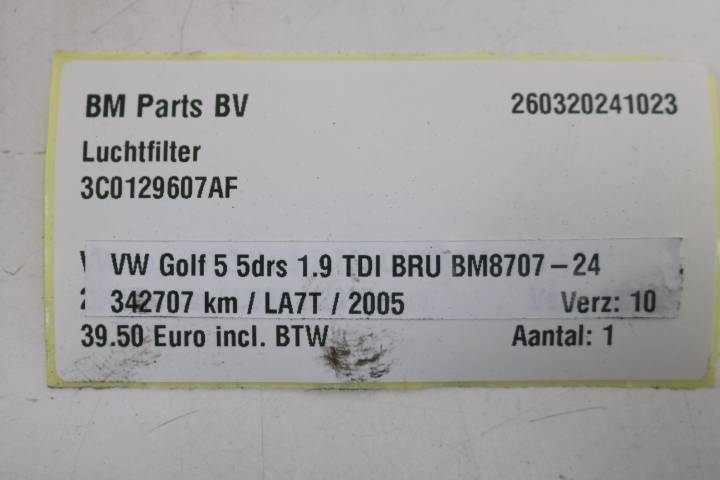 BM Parts BV 260320241023
Luchtfilter
3C0129607AF
VW Golf 5 5drs 1.9 TDI BRU BM8707-24
342707 km / LA7T / 2005 Verz: 10
39.50 Euro incl. BTW Aantal: 1